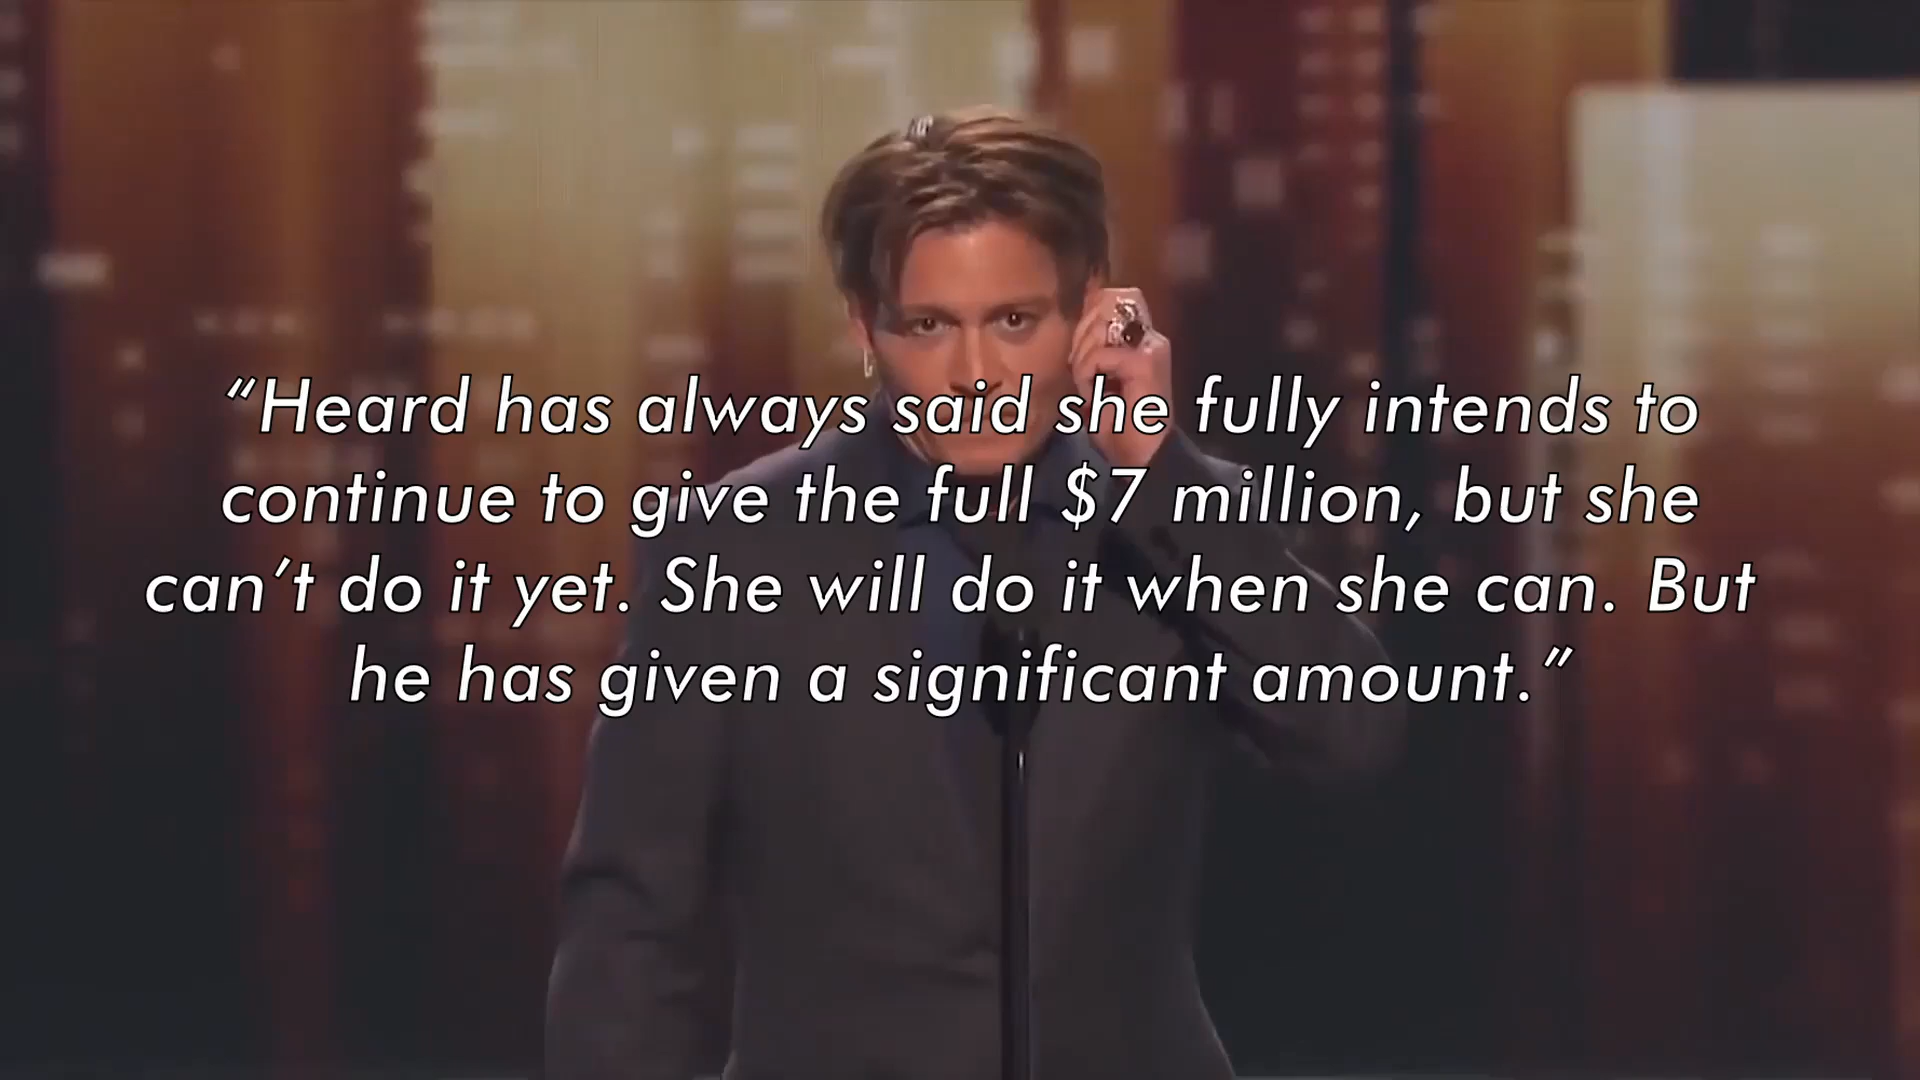 “Heard has always said she fully intends to
continue to give the full $7 million, but she
can’t do it yet. She will do it when she can. But
he has given a significant amount.”